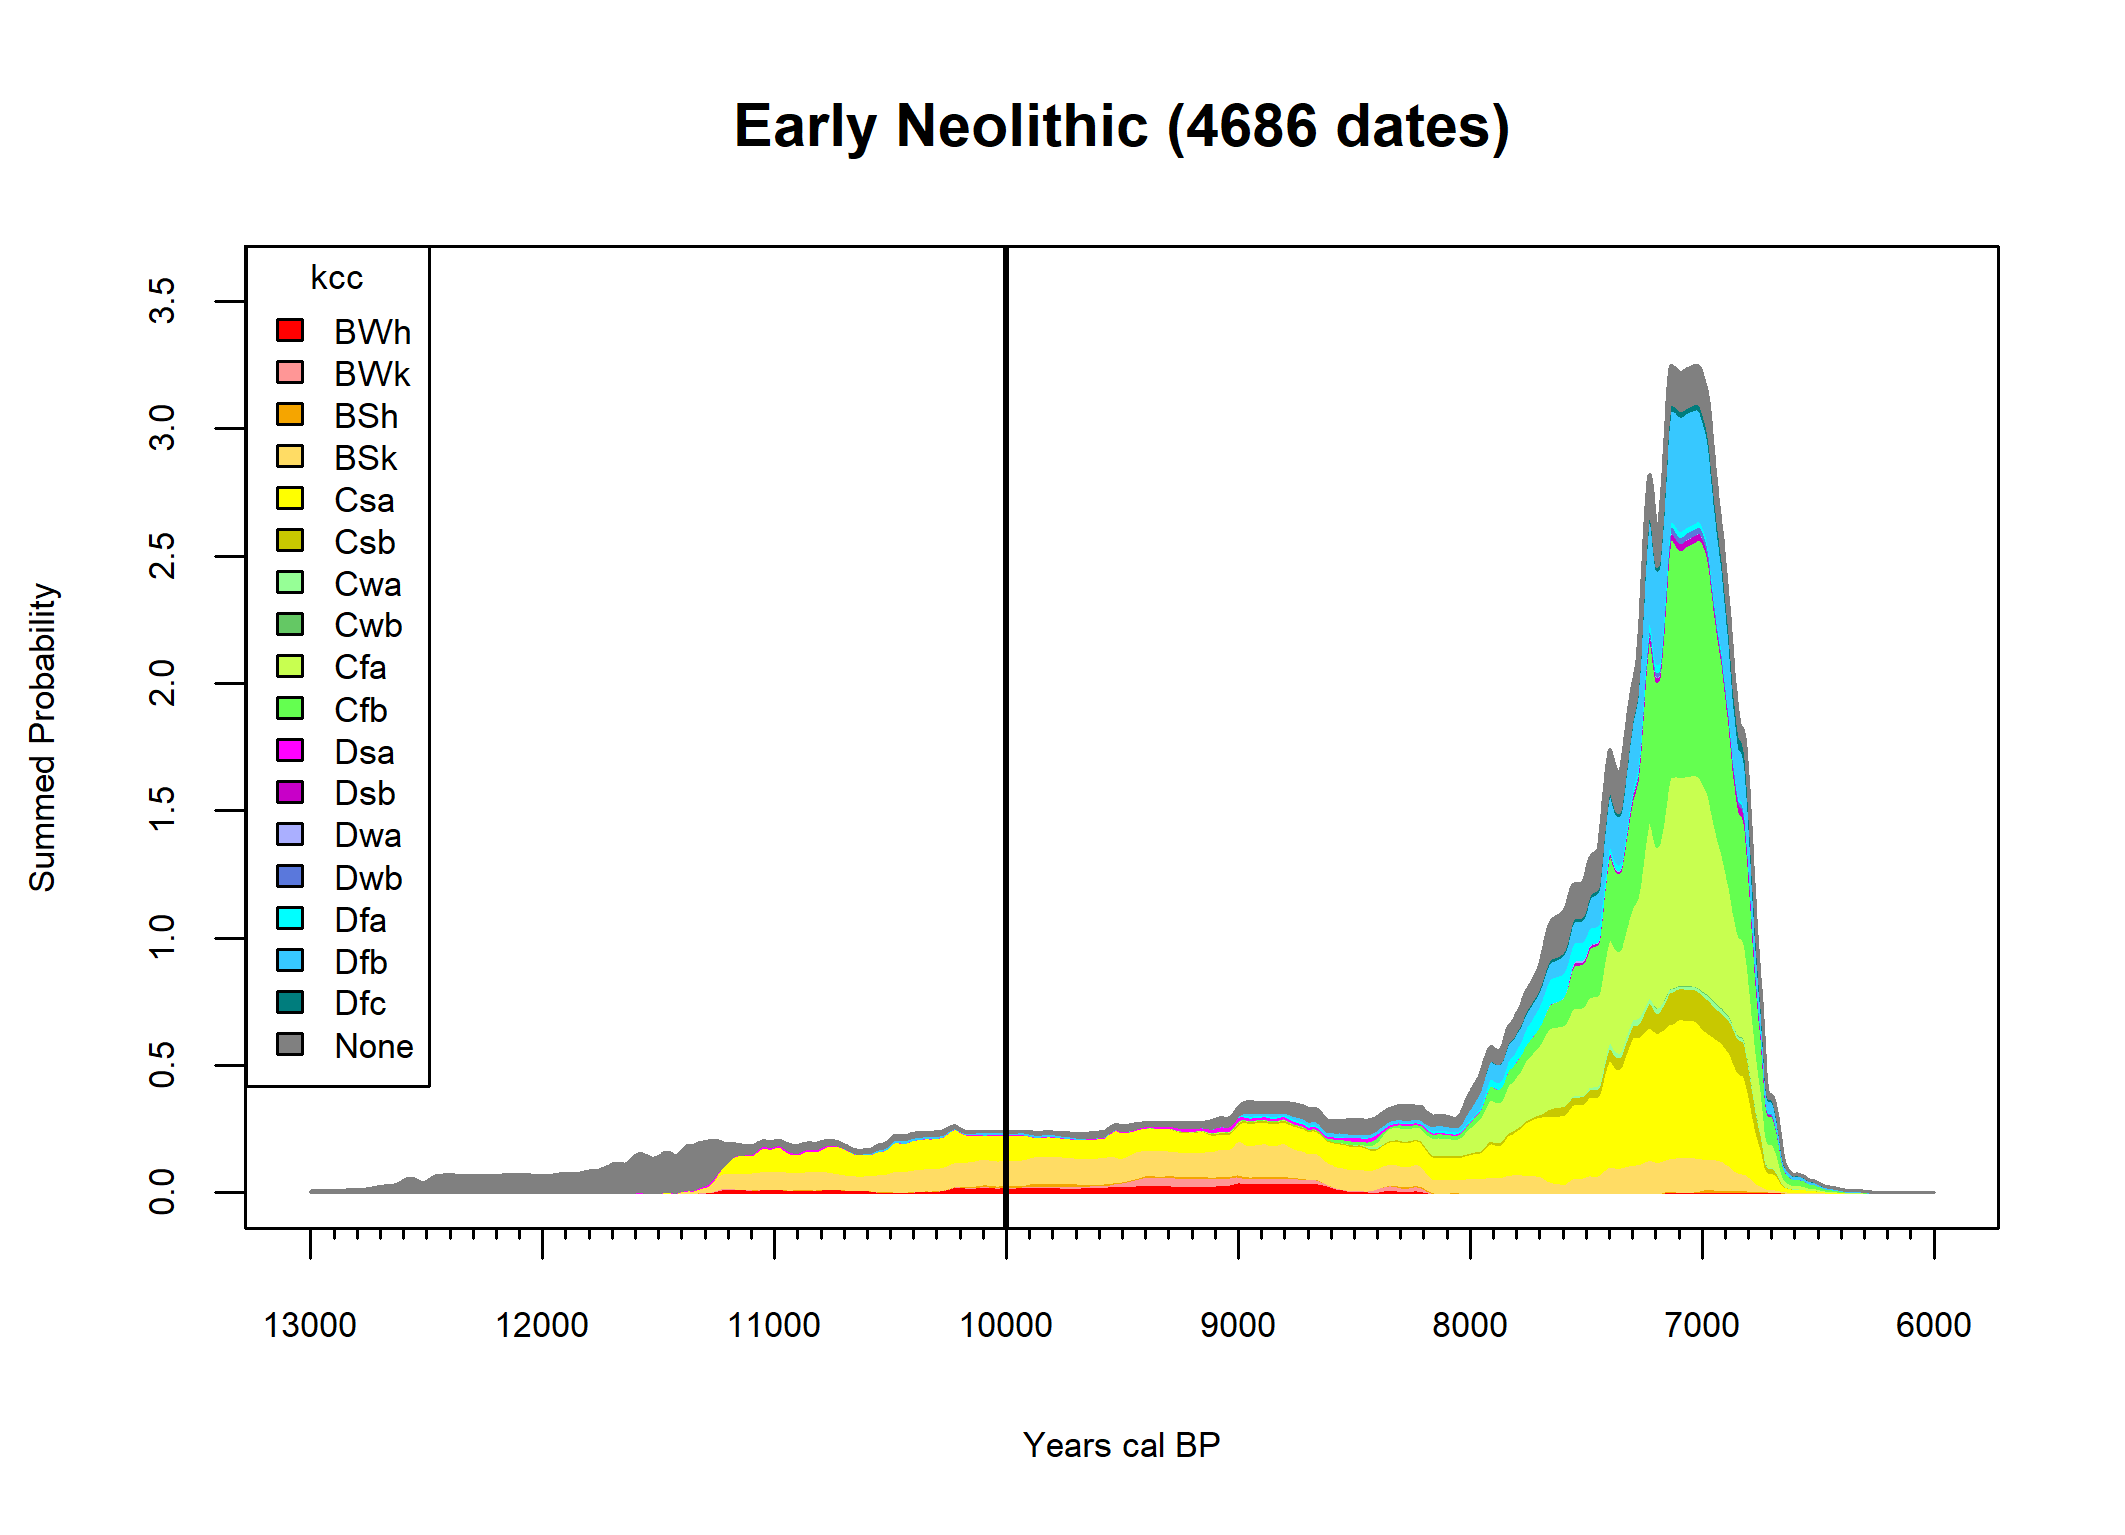 Early Neolithic (4686 dates)
kcc
BWh
BWk
BSh
BSk
Csa
Csb
Cwa
Cwb
Cfa
Cfb
Dsa
Dsb
Dwa
Dwb
Dfa
Dfb
Dfc
None
Summed Probability
3.5
3.0
2.5
2.0
1.5
1.0
0.5
0.0
13000 12000 11000 10000 9000 8000 7000 6000
Years cal BP